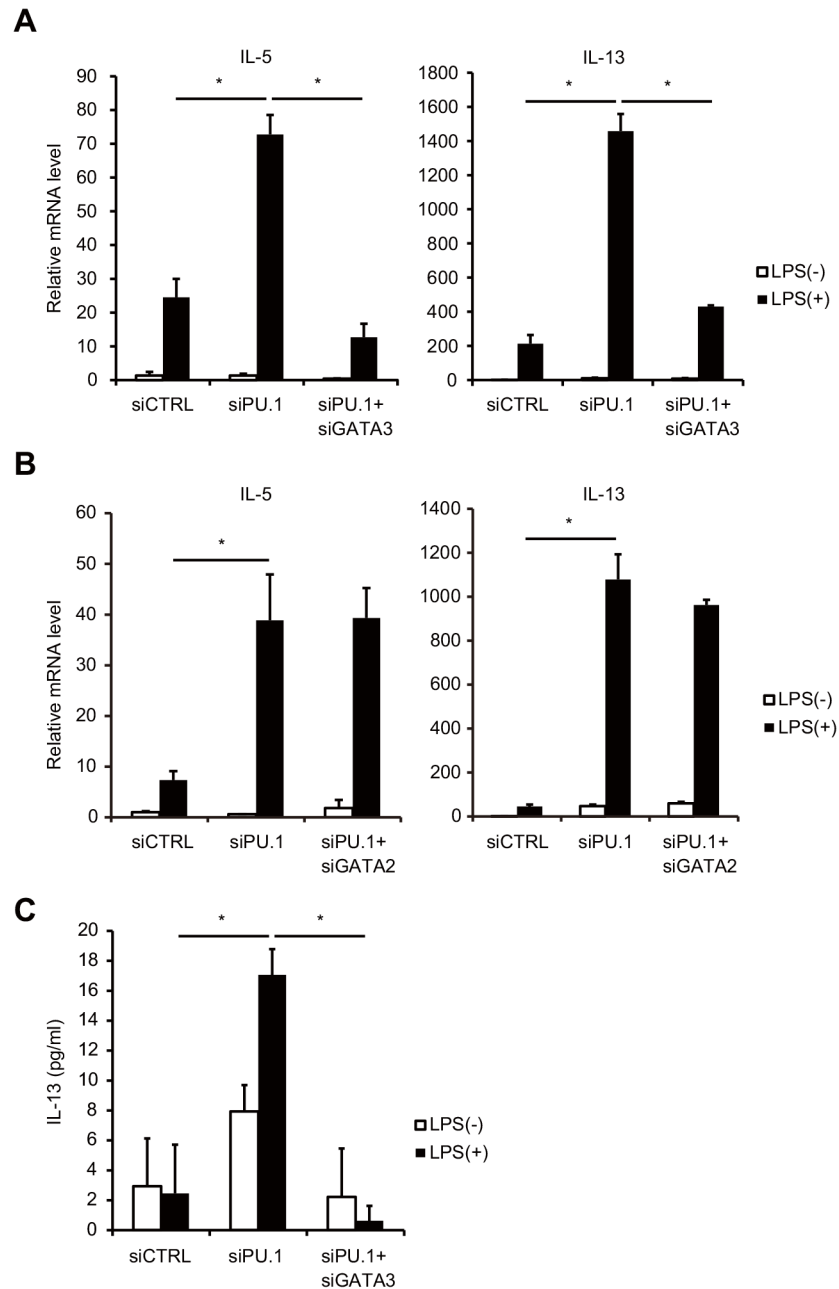 A
IL-5
IL-13
Relative mRNA level
90
80
70
60
50
40
30
20
10
0
* *
siCTRL siPU.1 siPU.1+
siGATA3
1800
1600
1400
1200
1000
800
600
400
200
0
* *
siCTRL siPU.1 siPU.1+
siGATA3
LPS(-)
LPS(+)
B
IL-5
IL-13
Relative mRNA level
60
50
40
30
20
10
0
*
siCTRL siPU.1 siPU.1+
siGATA2
1400
1200
1000
800
600
400
200
0
*
siCTRL siPU.1 siPU.1+
siGATA2
LPS(-)
LPS(+)
C
IL-13 (pg/ml)
20
18
16
14
12
10
8
6
4
2
0
* *
siCTRL siPU.1 siPU.1+
siGATA3
LPS(-)
LPS(+)